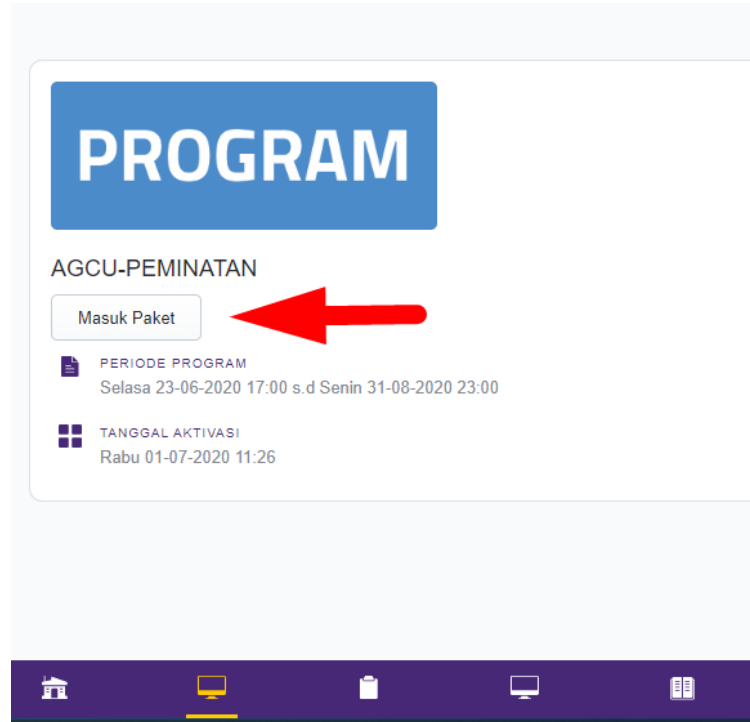 PROGRAM
AGCU-PEMINATAN
Masuk Paket
PERIODE PROGRAM
Selasa 23-06-2020 17:00 s.d Senin 31-08-2020 23:00
TANGGAL AKTIVASI
Rabu 01-07-2020 11:26